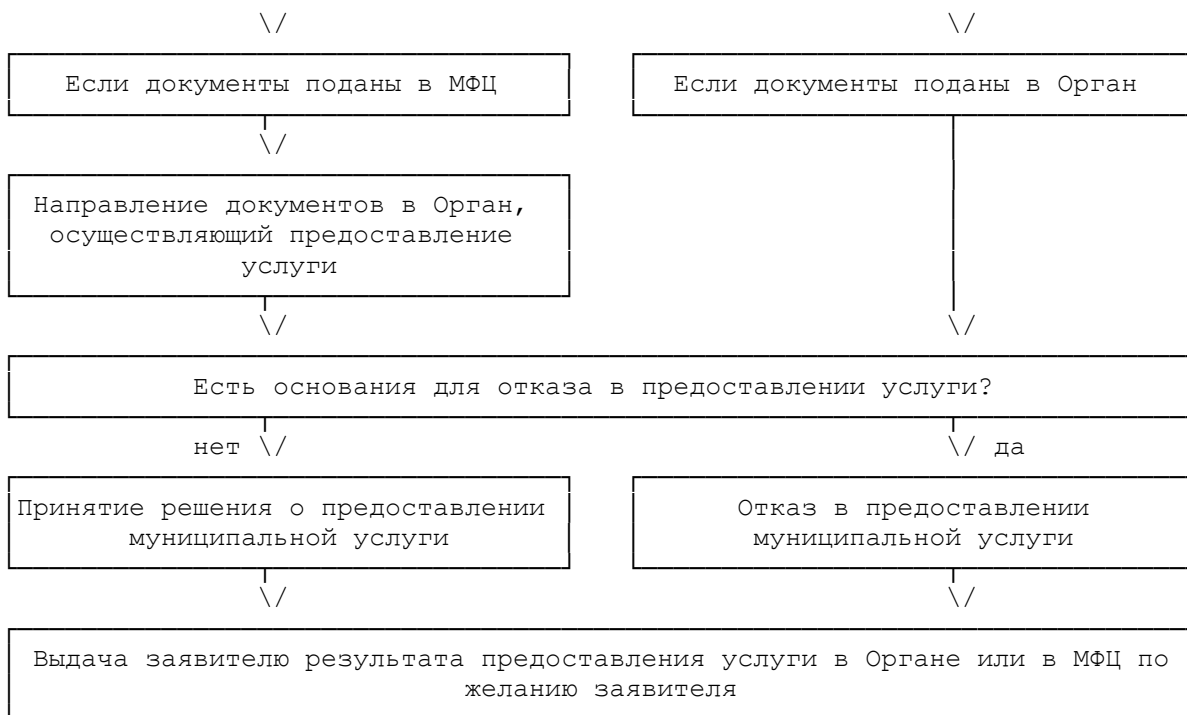 \/ \/
Если документы поданы в МФЦ
Если документы поданы в Орган
\/
Направление документов в Орган,
осуществляющий предоставление
услуги
\/ \/
Есть основания для отказа в предоставлении услуги?
нет \/ \/ да
Принятие решения о предоставлении
муниципальной услуги
Отказ в предоставлении
муниципальной услуги
\/ \/
Выдача заявителю результата предоставления услуги в Органе или в МФЦ по
желанию заявителя